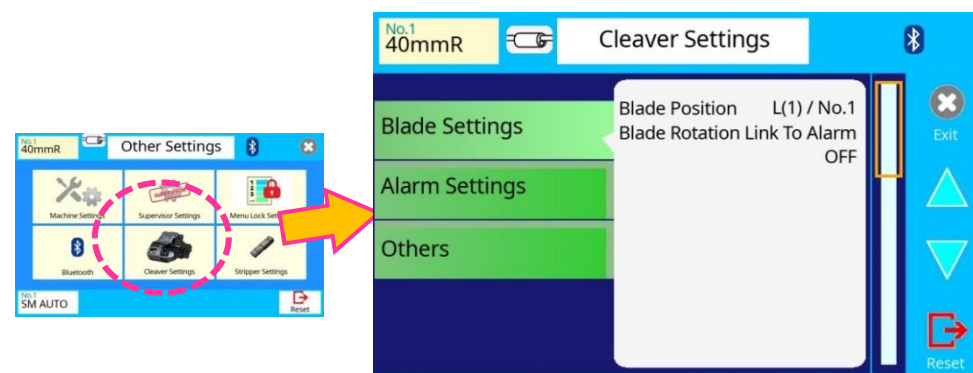 No.1
40mmR
Other Settings
Machine Settings
Supervisor Settings
Menu Lock Set
Bluetooth
Cleaver Settings
Stripper Settings
No.1
SM AUTO
Reset
No.1
40mmR
Cleaver Settings
Blade Settings
Alarm Settings
Others
Blade Position L(1) / No.1
Blade Rotation Link To Alarm
OFF
Exit
Reset